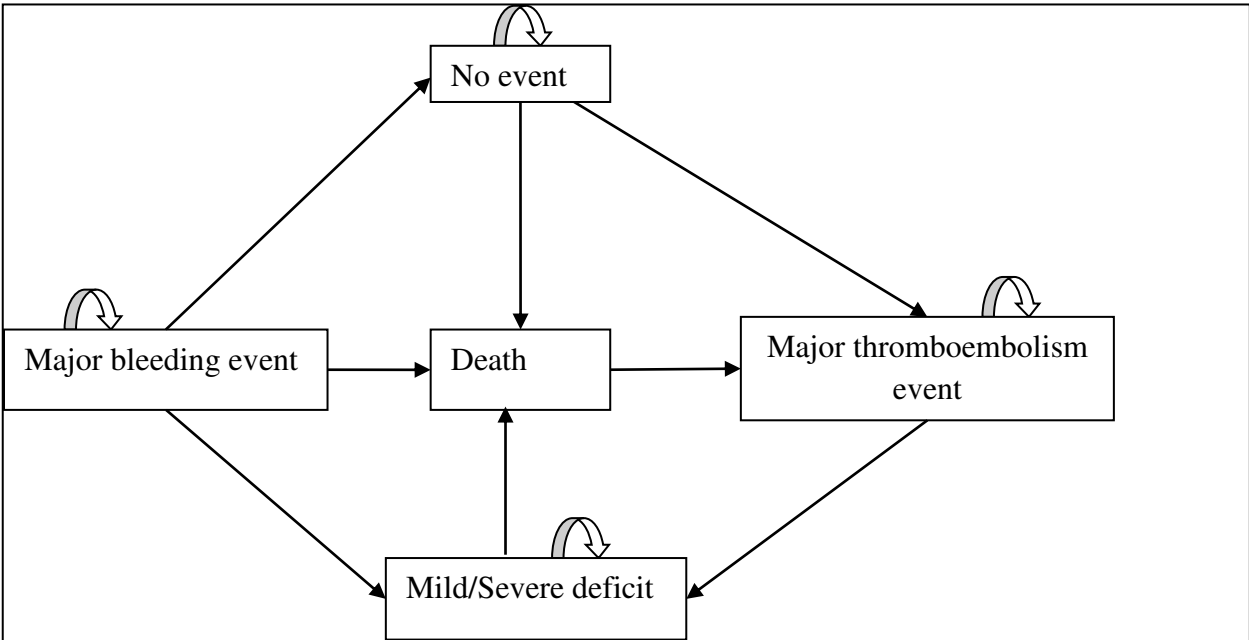 No event
Major bleeding event
Death
Major thromboembolism
event
Mild/Severe deficit